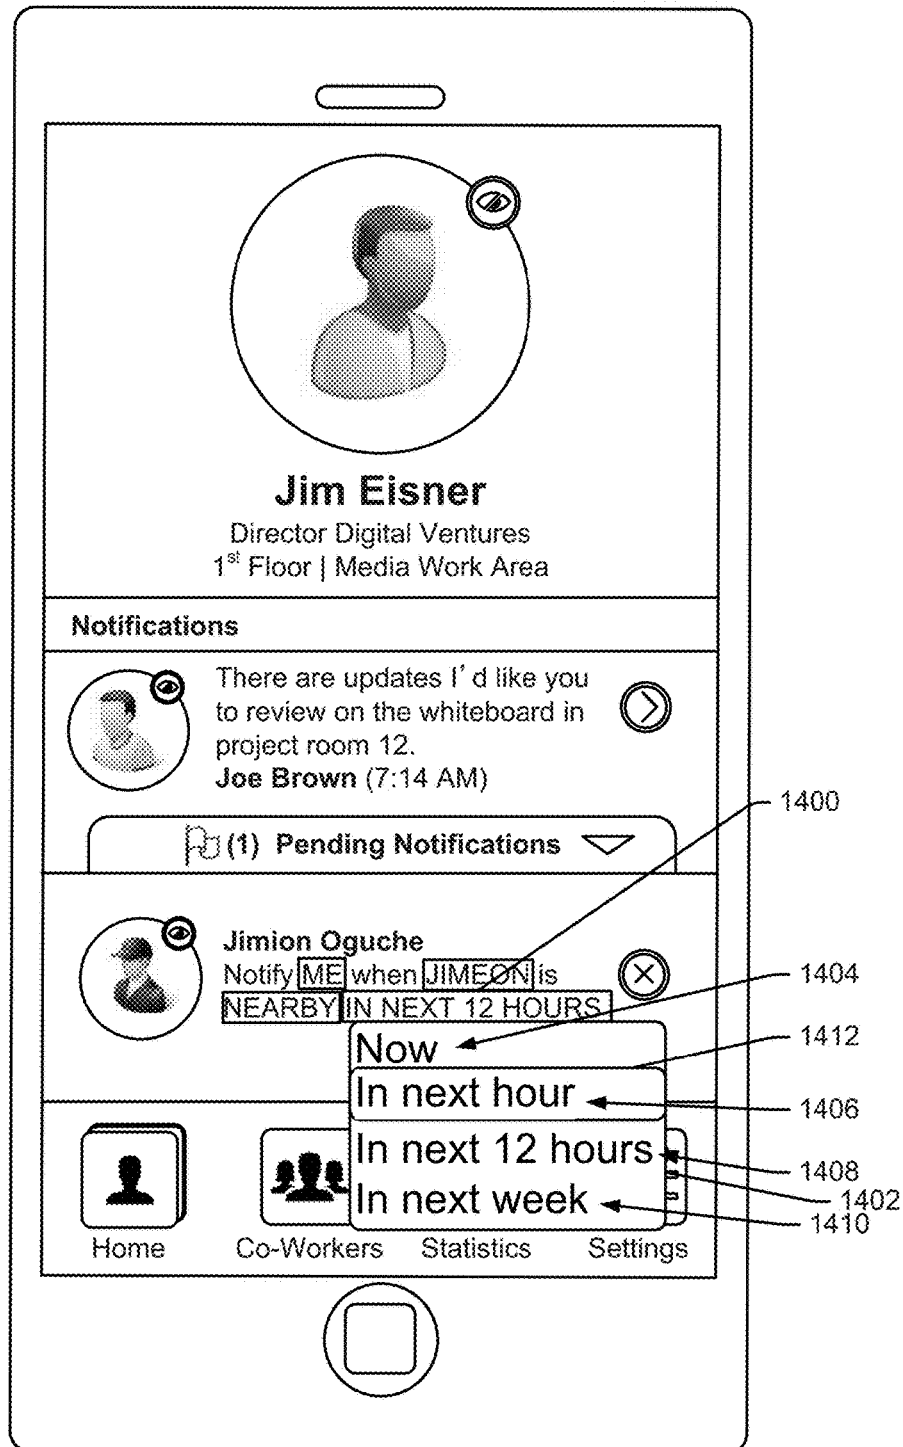 Jim Eisner
Director Digital Ventures
1st Floor | Media Work Area
Notifications
There are updates I' d like you
to review on the whiteboard in
project room 12.
Joe Brown (7:14 AM)
1400
(1) Pending Notifications
Jimion Oguche
Notify ME when JIMEON is
NEARBY IN NEXT 12 HOURS
1404
Now
1412
In next hour
1406
In next 12 hours
1408
1402
In next week
1410
Home Co-Workers Statistics Settings